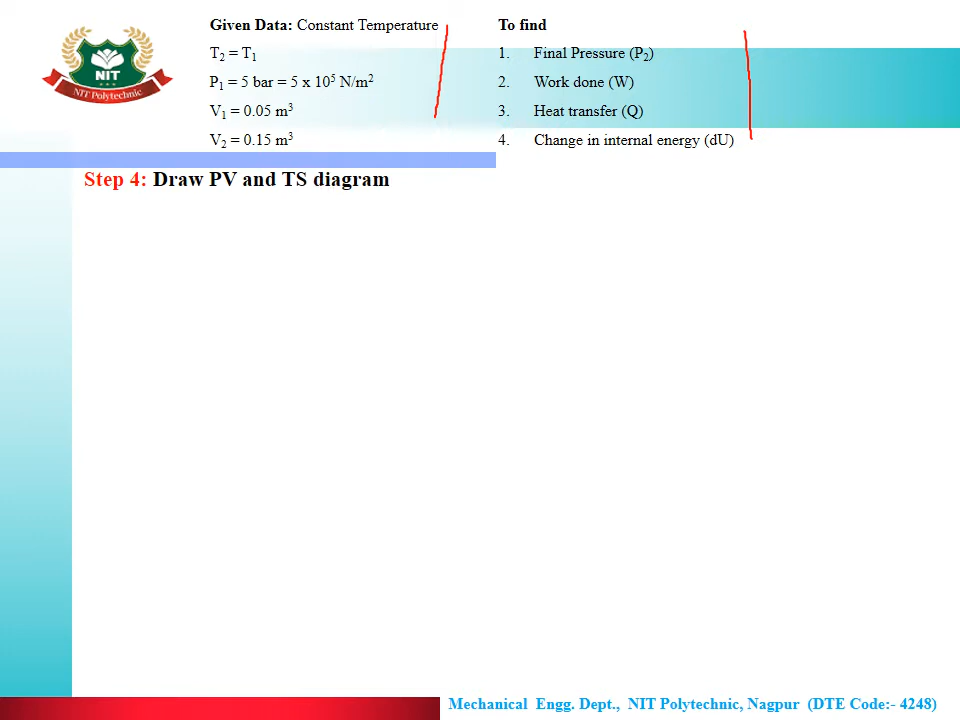 NIT
NIT Polytechnic
Given Data: Constant Temperature
T2 = T1
P1 = 5 bar = 5 x 10^5 N/m^2
V1 = 0.05 m^3
V2 = 0.15 m^3
To find
1. Final Pressure (P2)
2. Work done (W)
3. Heat transfer (Q)
4. Change in internal energy (dU)
Step 4: Draw PV and TS diagram
Mechanical Engg. Dept., NIT Polytechnic, Nagpur (DTE Code:- 4248)